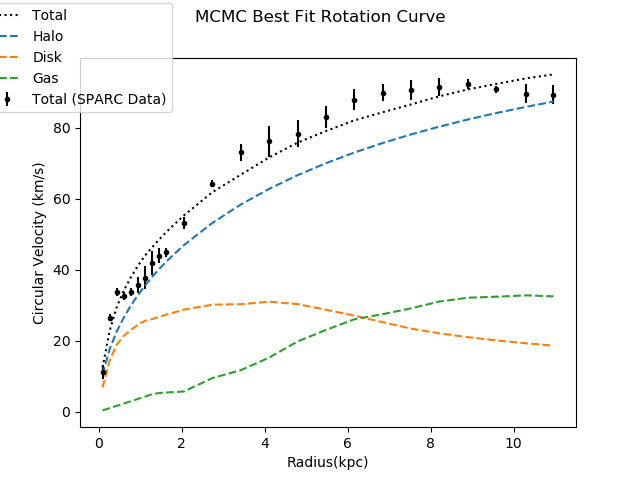 MCMC Best Fit Rotation Curve
Total
Halo
Disk
Gas
Total (SPARC Data)
Circular Velocity (km/s)
80
60
40
20
0
0 2 4 6 8 10
Radius(kpc)